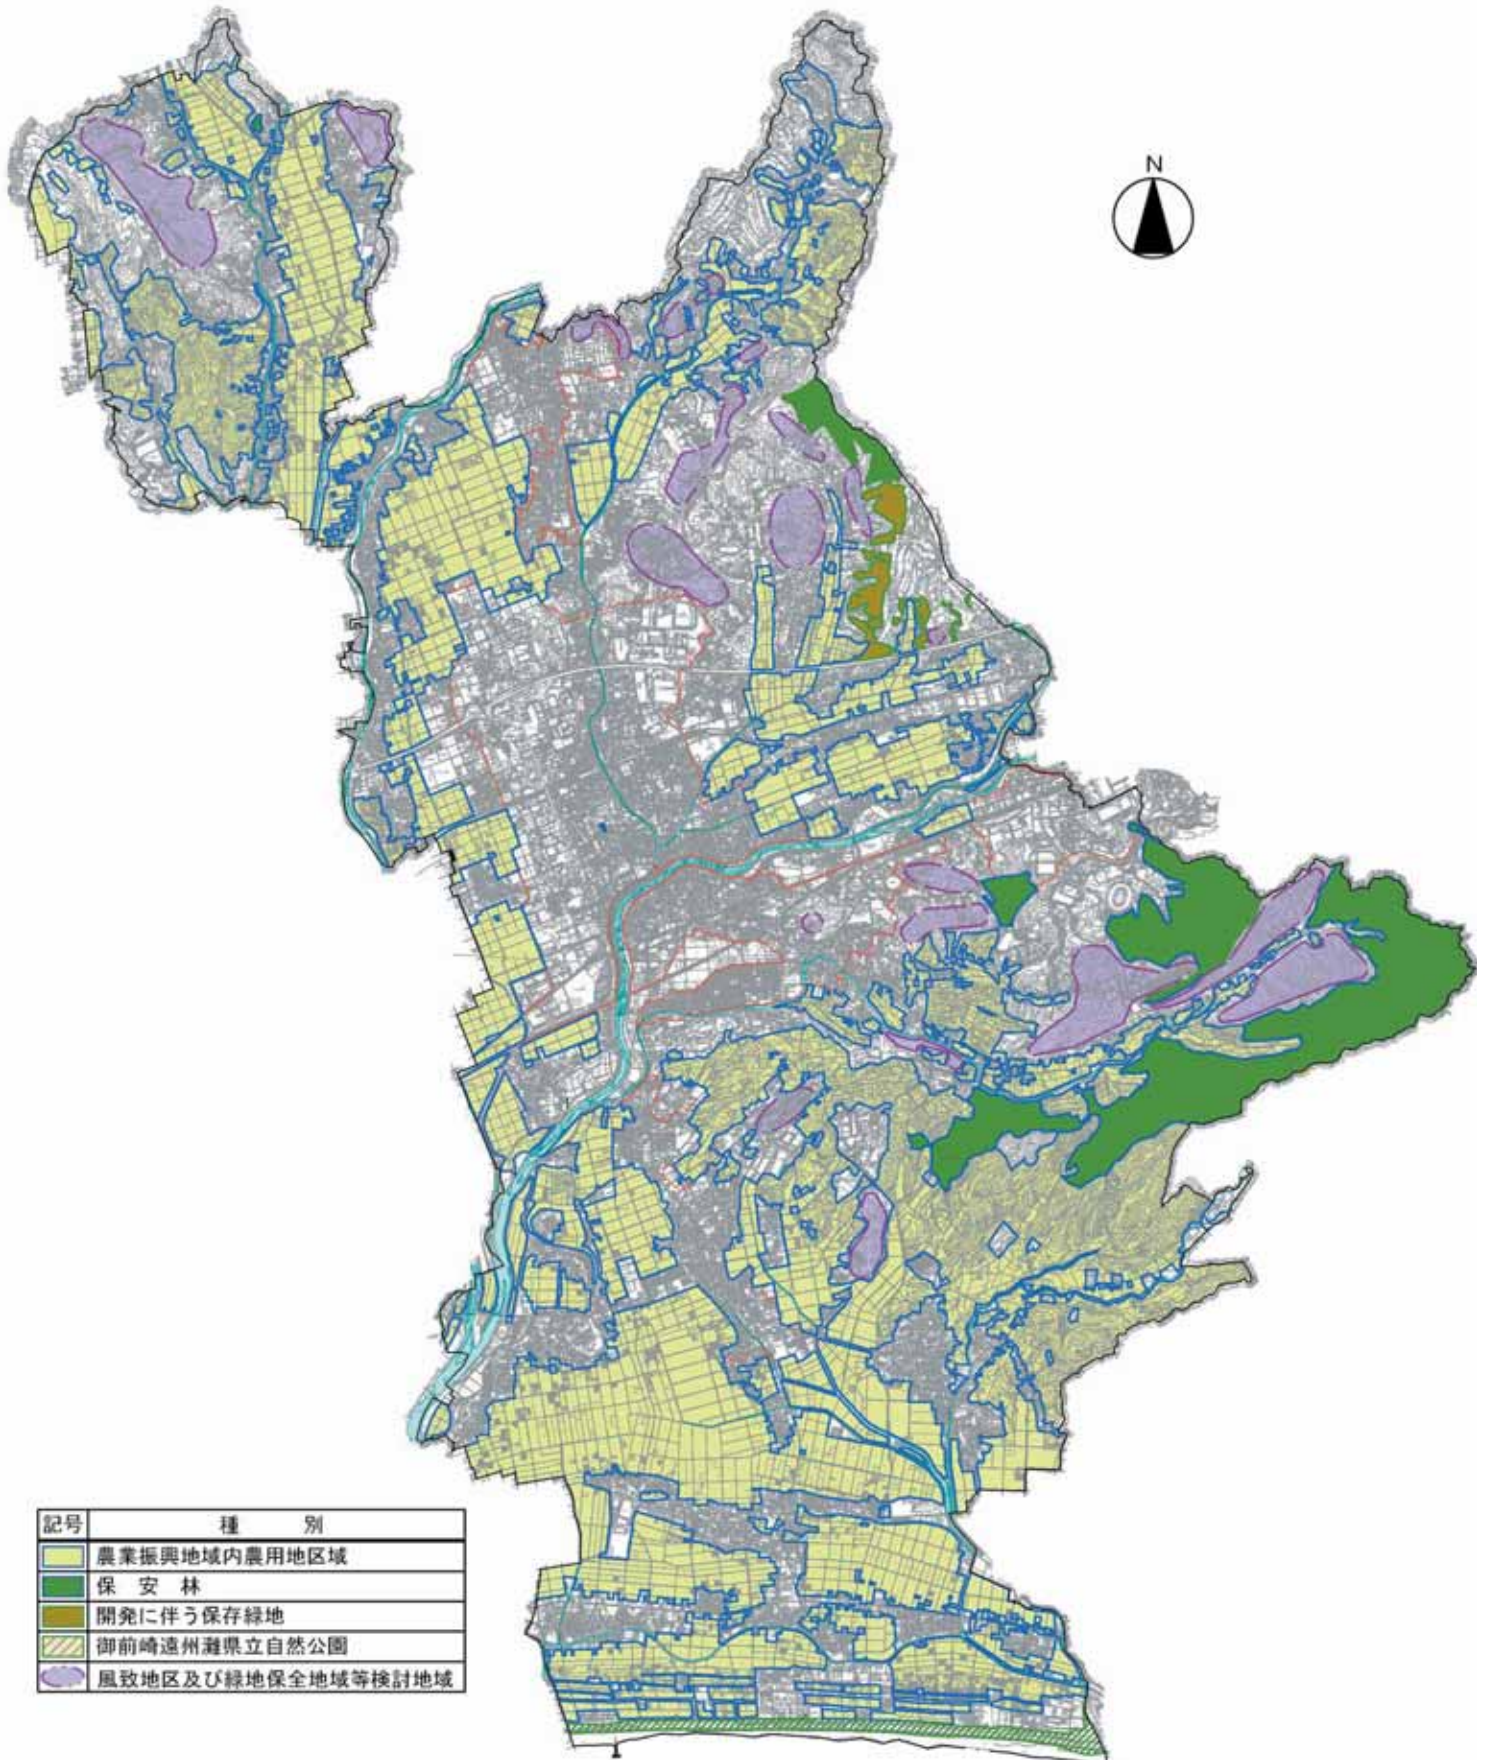 N
記号 種 別
農業振興地域内農用地区域
保 安 林
開発に伴う保存緑地
御前崎遠州灘県立自然公園
風致地区及び緑地保全地域等検討地域